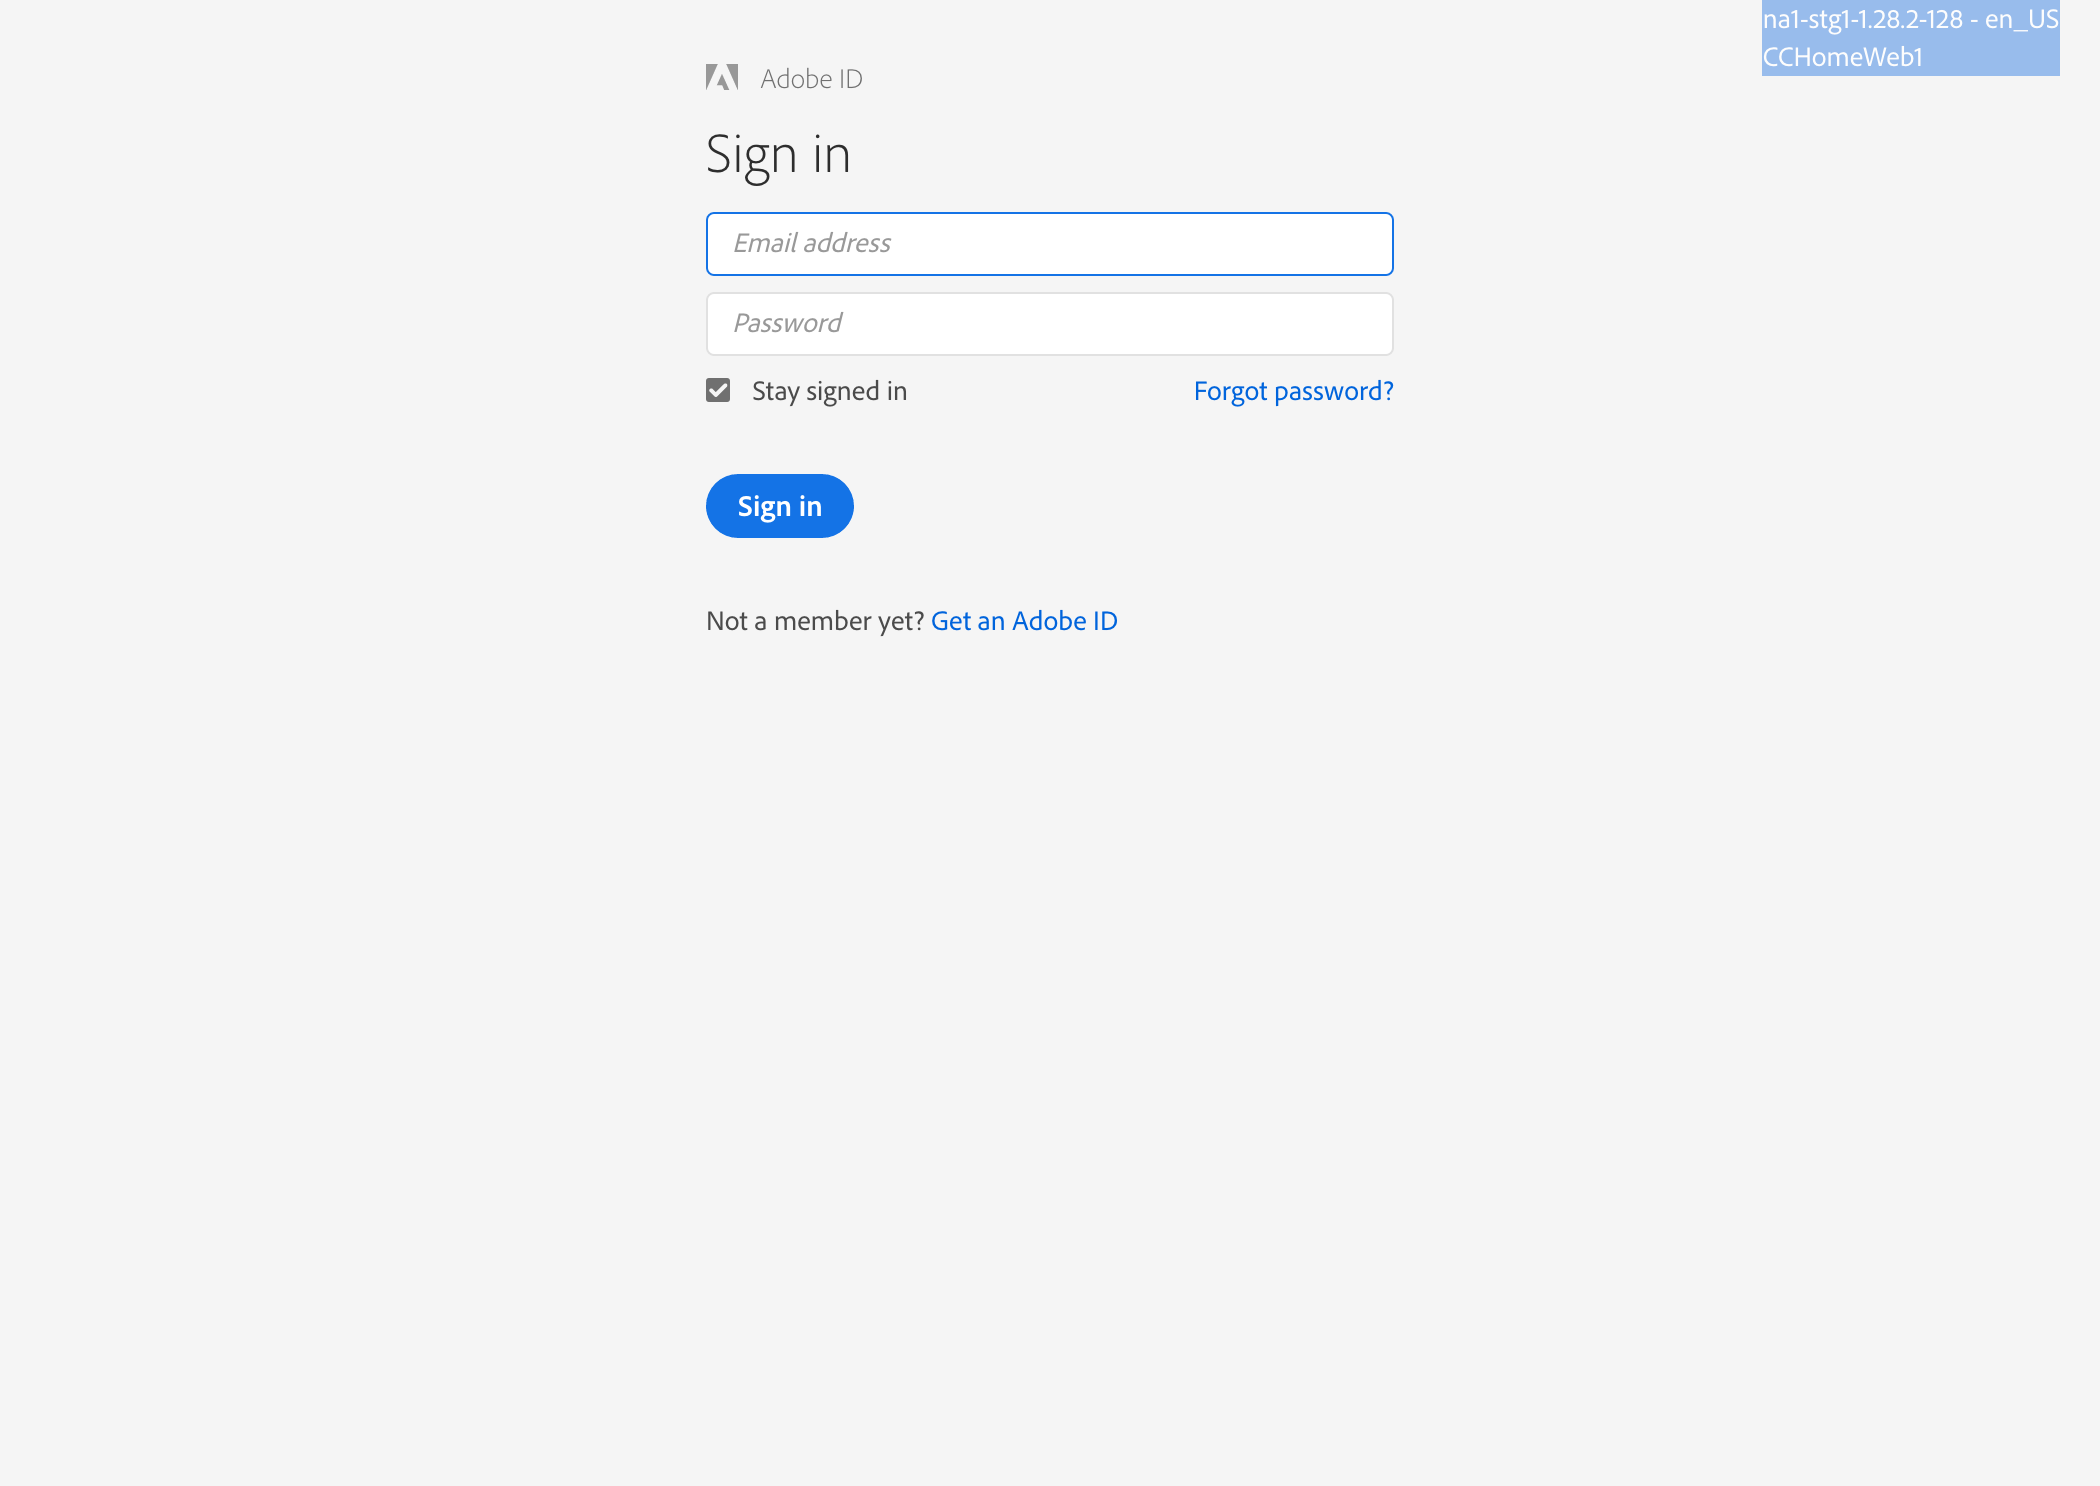 na1-stg1-1.28.2-128 - en_US
CCHomeWeb1
Adobe ID
Sign in
Email address
Password
Stay signed in
Forgot password?
Sign in
Not a member yet? Get an Adobe ID